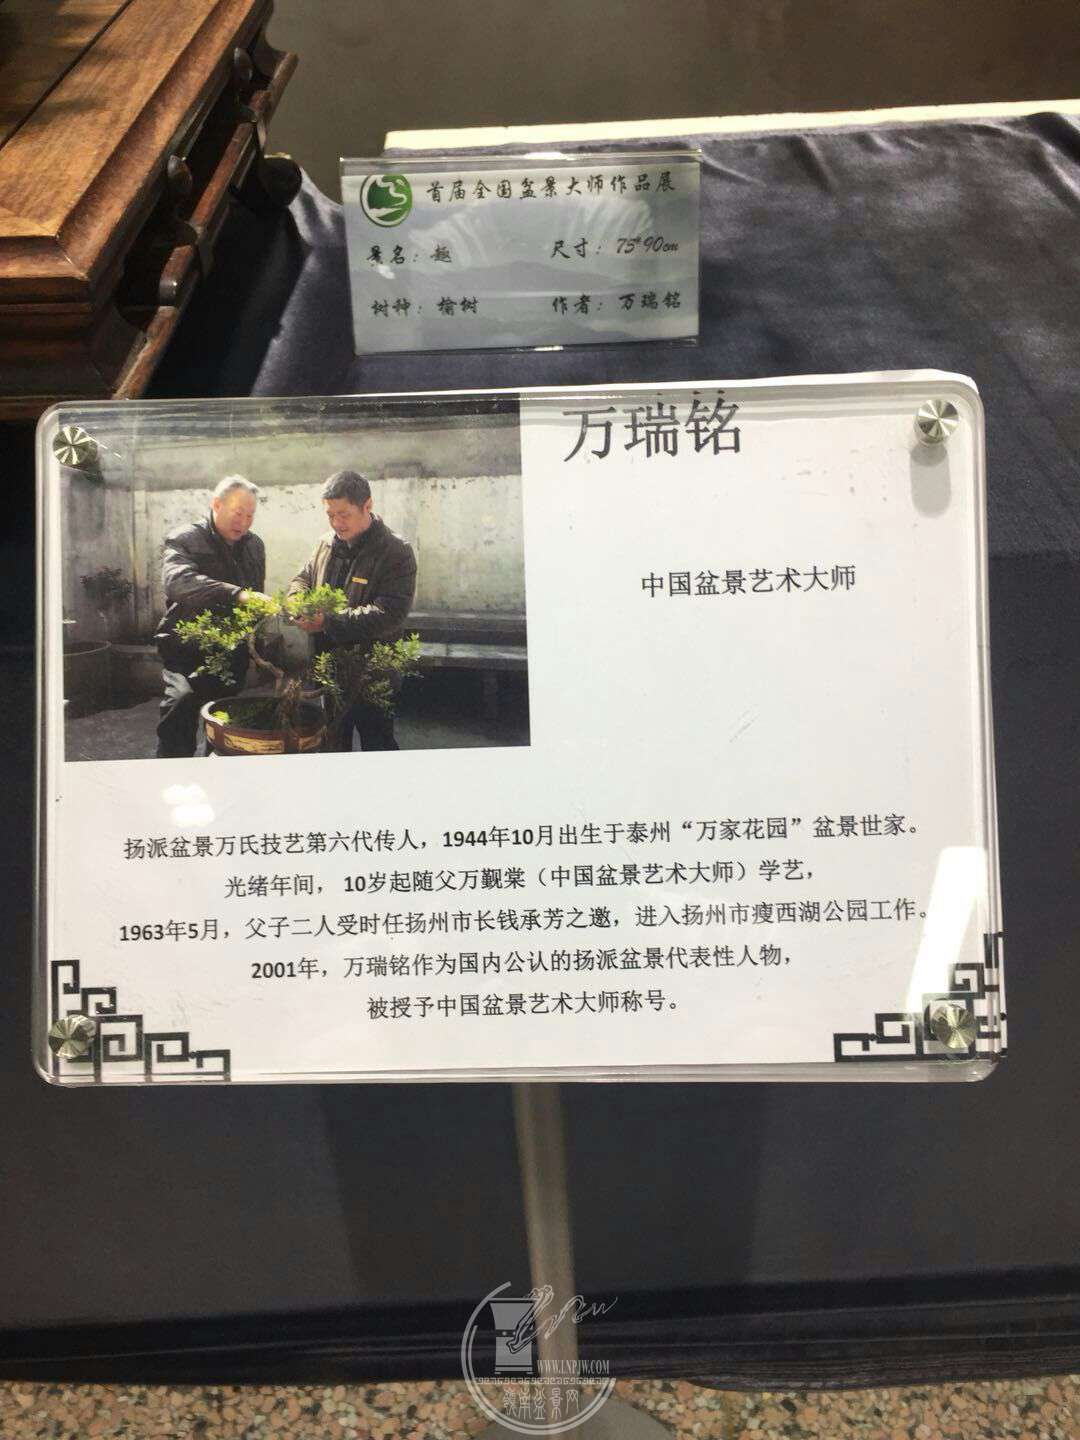 首届全国盆景大师作品展
景名：趣 尺寸：75*90cm
树种：榆树 作者：万瑞铭
万瑞铭
中国盆景艺术大师
扬派盆景万氏技艺第六代传人，1944年10月出生于泰州“万家花园”盆景世家。
光绪年间，10岁起随父万觐棠（中国盆景艺术大师）学艺，
1963年5月，父子二人受时任扬州市长钱承芳之邀，进入扬州市瘦西湖公园工作。
2001年，万瑞铭作为国内公认的扬派盆景代表性人物，
被授予中国盆景艺术大师称号。
WWW.LNPJW.COM
嶺南盆景网